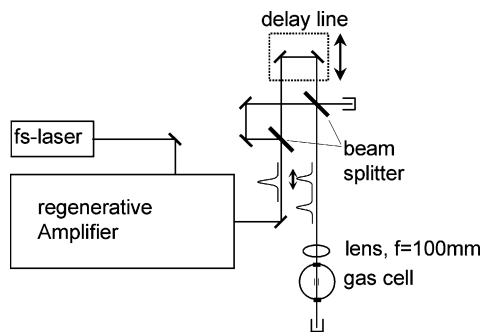 delay line
fs-laser
beam
splitter
regenerative
Amplifier
lens, f=100mm
gas cell